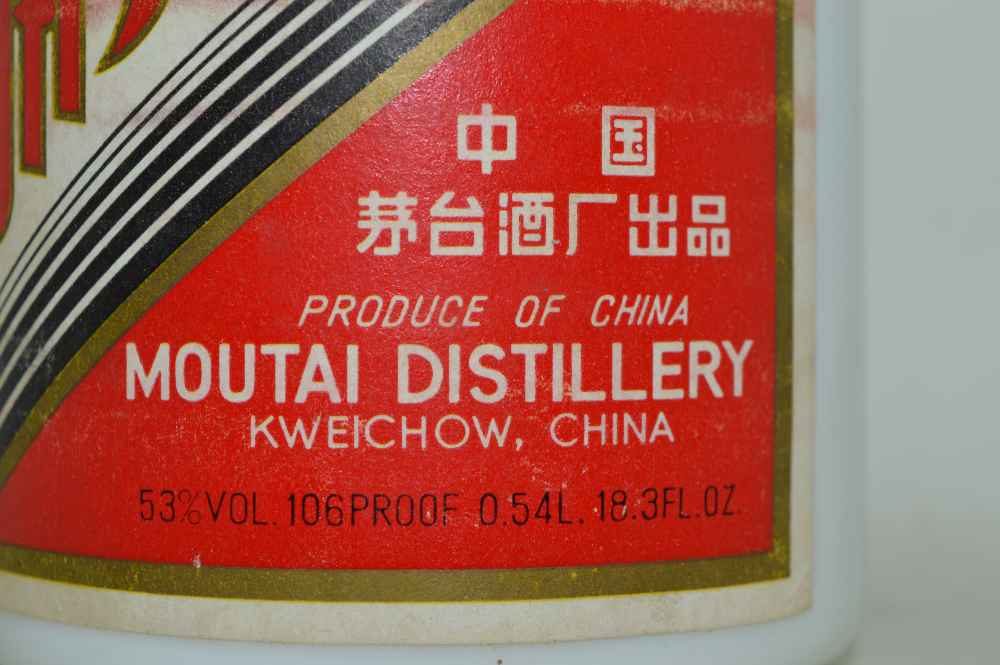 中国
茅台酒厂出品
PRODUCE OF CHINA
MOUTAI DISTILLERY
KWEICHOW, CHINA
53%VOL. 106PROOF 0.54L. 18.3FL.OZ.